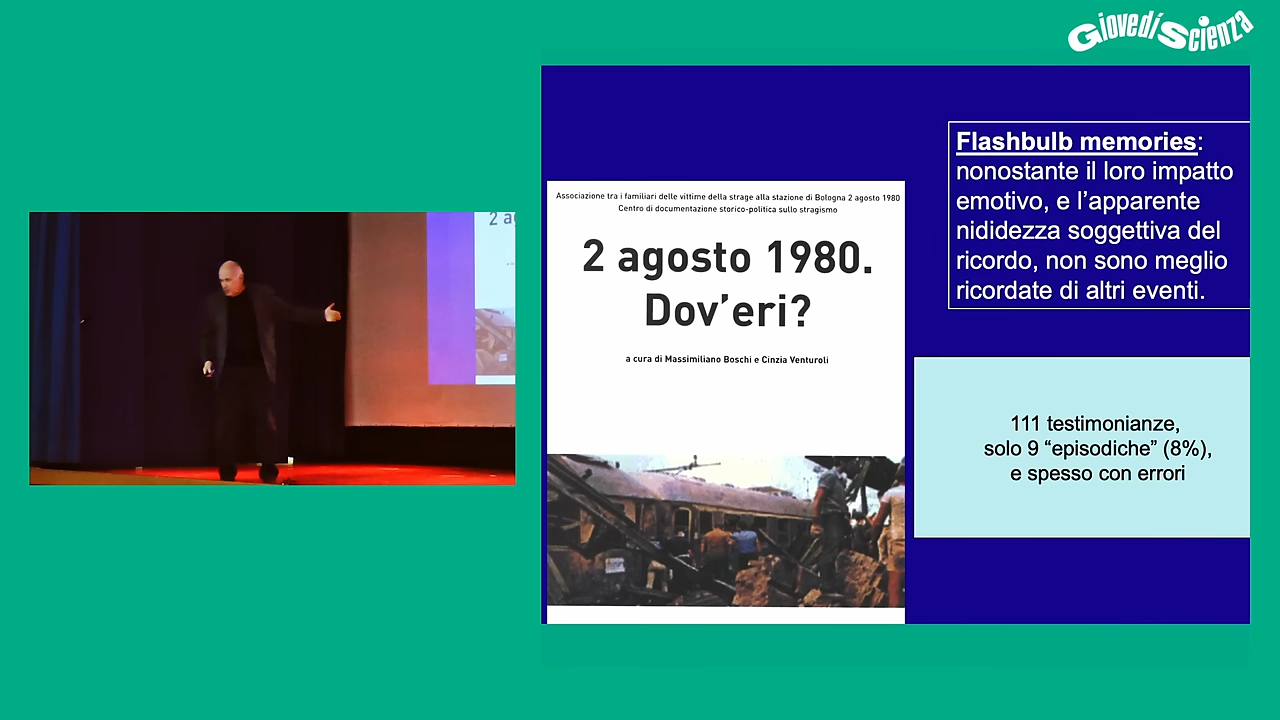 GiovedìScienza
Flashbulb memories:
nonostante il loro impatto
emotivo, e l’apparente
nididezza soggettiva del
ricordo, non sono meglio
ricordate di altri eventi.
Associazione tra i familiari delle vittime della strage alla stazione di Bologna 2 agosto 1980
Centro di documentazione storico-politica sullo stragismo
2 agosto 1980.
Dov’eri?
a cura di Massimiliano Boschi e Cinzia Venturoli
111 testimonianze,
solo 9 “episodiche” (8%),
e spesso con errori
2 ag